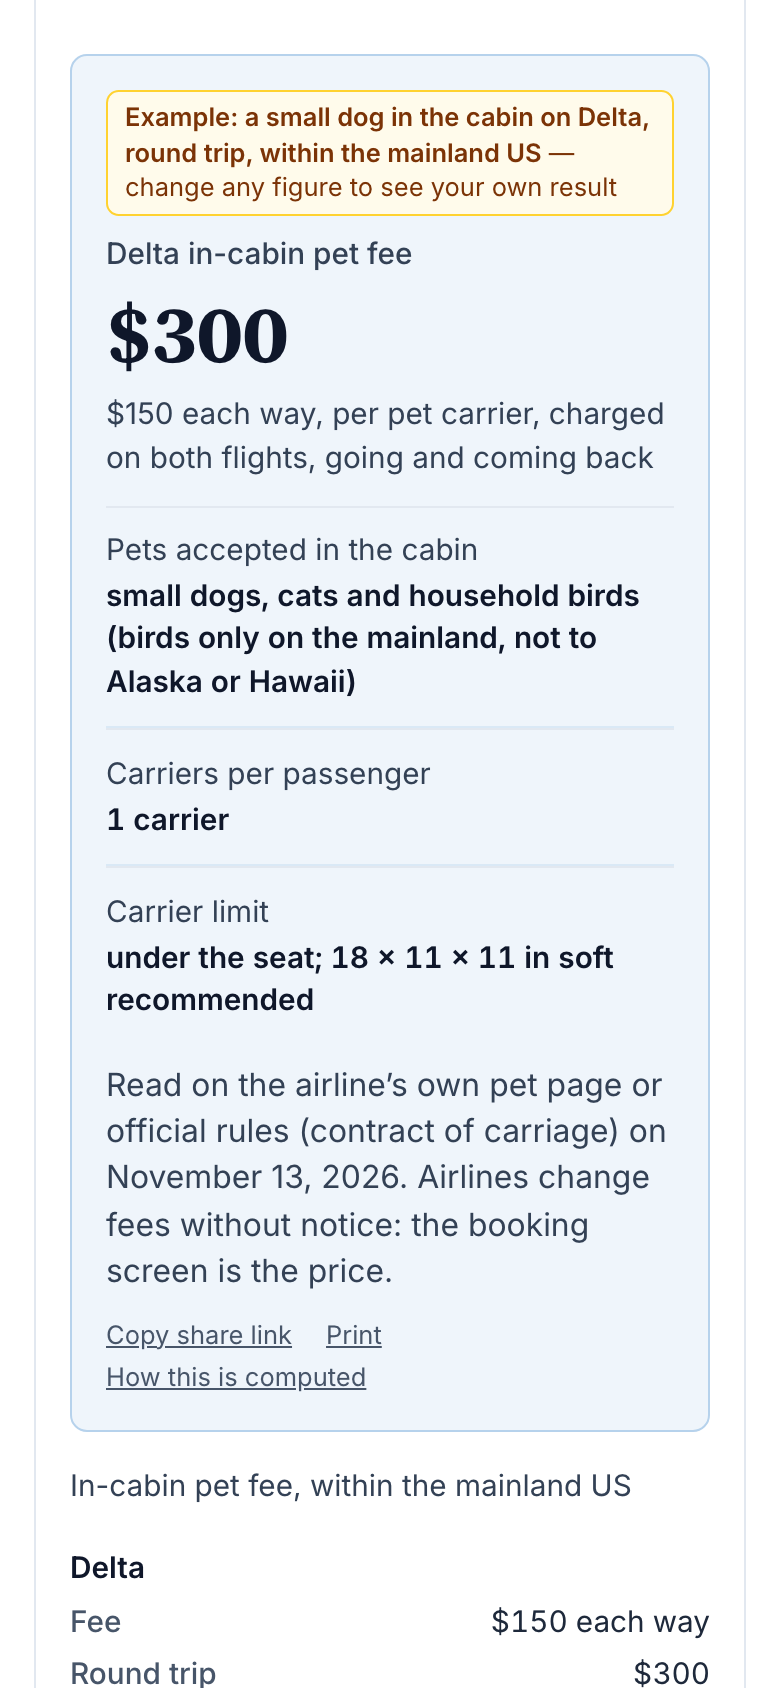 Example: a small dog in the cabin on Delta,
round trip, within the mainland US —
change any figure to see your own result
Delta in-cabin pet fee
$300
$150 each way, per pet carrier, charged
on both flights, going and coming back
Pets accepted in the cabin
small dogs, cats and household birds
(birds only on the mainland, not to
Alaska or Hawaii)
Carriers per passenger
1 carrier
Carrier limit
under the seat; 18 × 11 × 11 in soft
recommended
Read on the airline’s own pet page or
official rules (contract of carriage) on
November 13, 2026. Airlines change
fees without notice: the booking
screen is the price.
Copy share link Print
How this is computed
In-cabin pet fee, within the mainland US
Delta
Fee $150 each way
Round trip $300